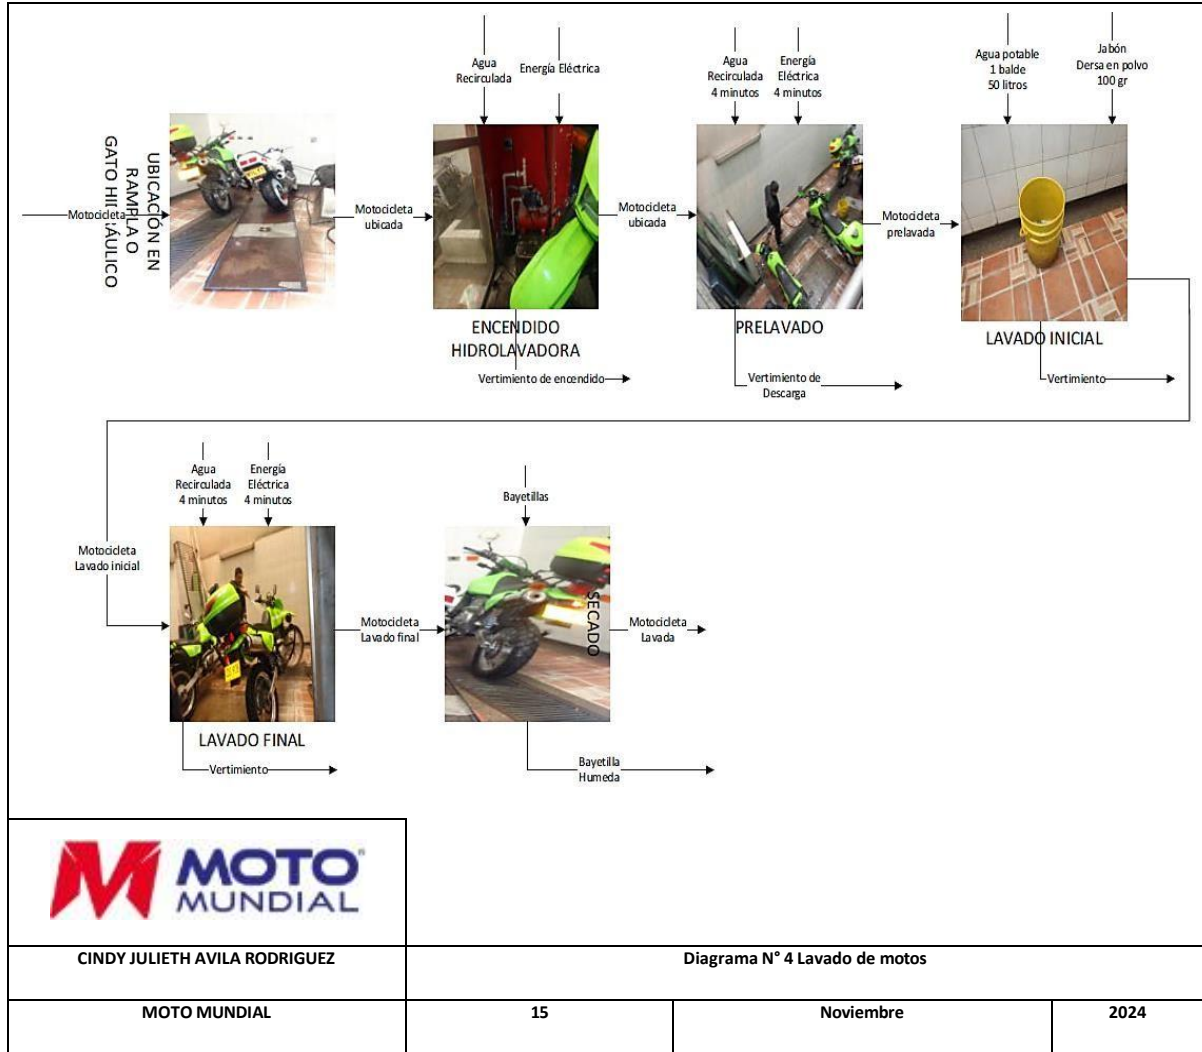 Motocicleta
UBICACIÓN EN
RAMPLA O
GATO HIDRÁULICO
Motocicleta
ubicada
Agua
Recirculada
Energía Eléctrica
ENCENDIDO
HIDROLAVADORA
Vertimiento de encendido
Motocicleta
ubicada
Agua
Recirculada
4 minutos
Energía
Eléctrica
4 minutos
PRELAVADO
Vertimiento de
Descarga
Motocicleta
prelavada
Agua potable
1 balde
50 litros
Jabón
Dersa en polvo
100 gr
LAVADO INICIAL
Vertimiento
Motocicleta
Lavado inicial
Agua
Recirculada
4 minutos
Energía
Eléctrica
4 minutos
LAVADO FINAL
Vertimiento
Motocicleta
Lavado final
Bayetillas
SECADO
Bayetilla
Humeda
Motocicleta
Lavada
MOTO
MUNDIAL
CINDY JULIETH AVILA RODRIGUEZ
Diagrama N° 4 Lavado de motos
MOTO MUNDIAL
15
Noviembre
2024